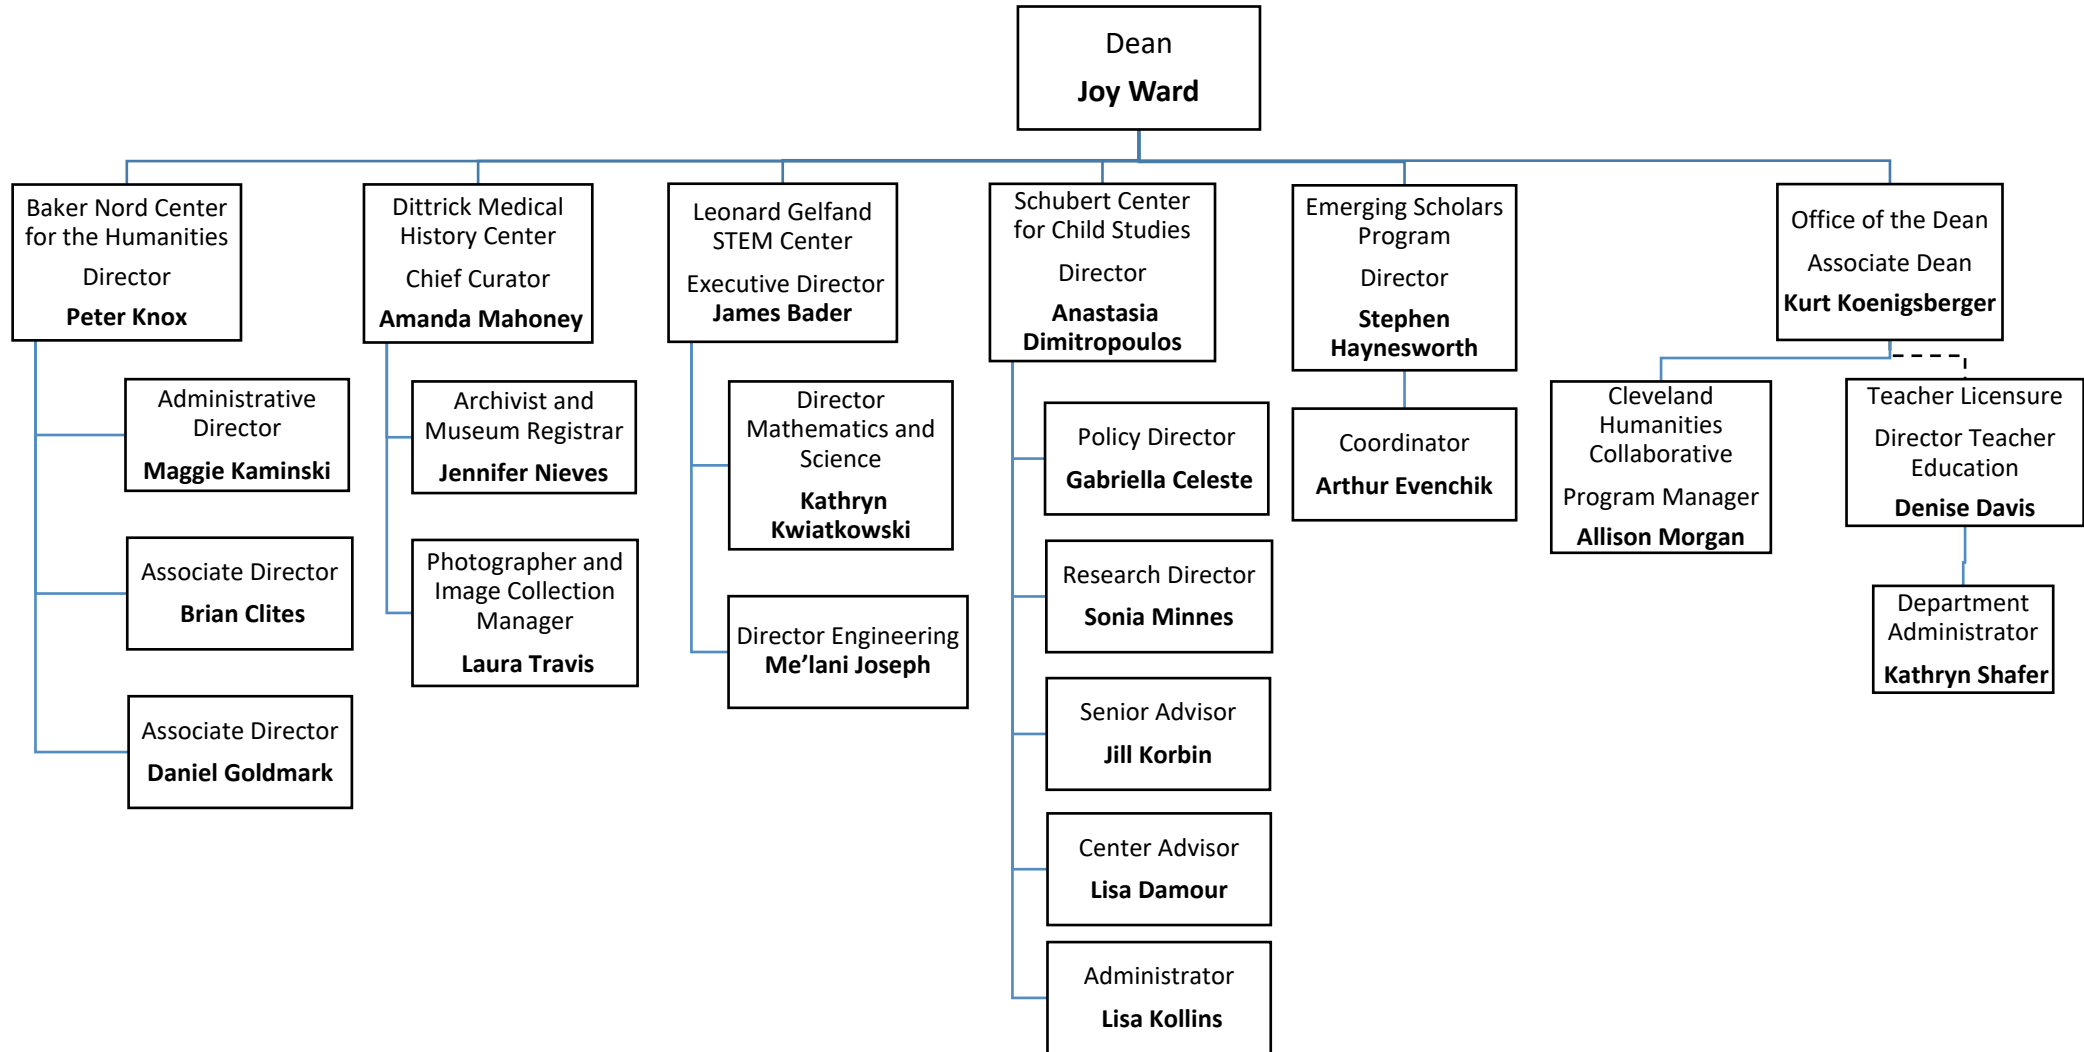 Dean
Joy Ward
Baker Nord Center
for the Humanities
Director
Peter Knox
Administrative
Director
Maggie Kaminski
Associate Director
Brian Clites
Associate Director
Daniel Goldmark
Dittrick Medical
History Center
Chief Curator
Amanda Mahoney
Archivist and
Museum Registrar
Jennifer Nieves
Photographer and
Image Collection
Manager
Laura Travis
Leonard Gelfand
STEM Center
Executive Director
James Bader
Director
Mathematics and
Science
Kathryn
Kwiatkowski
Director Engineering
Me’lani Joseph
Schubert Center
for Child Studies
Director
Anastasia
Dimitropoulos
Policy Director
Gabriella Celeste
Research Director
Sonia Minnes
Senior Advisor
Jill Korbin
Center Advisor
Lisa Damour
Administrator
Lisa Kollins
Emerging Scholars
Program
Director
Stephen
Haynesworth
Coordinator
Arthur Evenchik
Office of the Dean
Associate Dean
Kurt Koenigsberger
Cleveland
Humanities
Collaborative
Program Manager
Allison Morgan
Teacher Licensure
Director Teacher
Education
Denise Davis
Department
Administrator
Kathryn Shafer